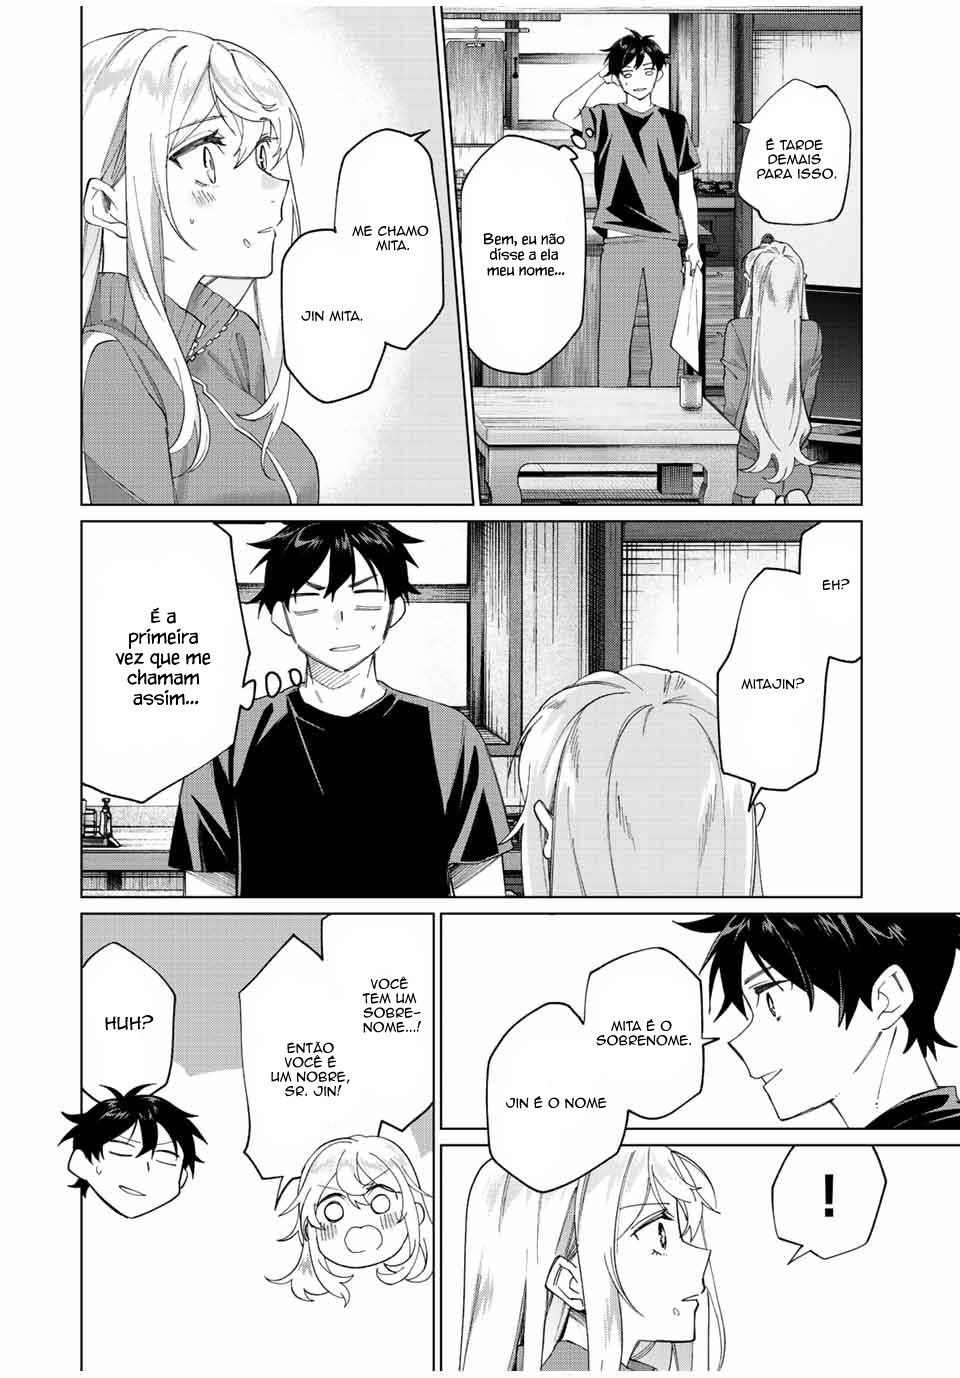 É TARDE
DEMAIS
PARA ISSO.
Bem, eu não
disse a ela
meu nome...
ME CHAMO
MITA.
JIN MITA.
EH?
MITAJIN?
É a
primeira
vez que me
chamam
assim...
MITA É O
SOBRENOME.
JIN É O NOME
!
VOCÊ
TEM UM
SOBRE-
NOME...!
ENTÃO
VOCÊ É
UM NOBRE,
SR. JIN!
HUH?